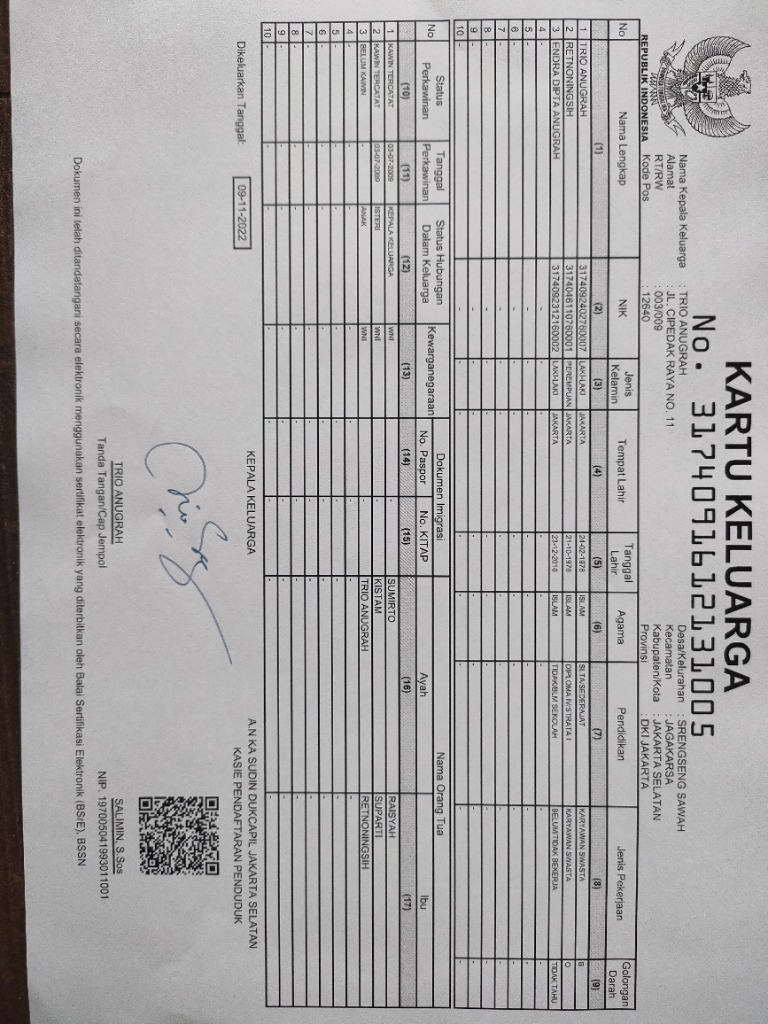 KARTU KELUARGA
No. 3174091612131005
REPUBLIK INDONESIA
Nama Kepala Keluarga : TRIO ANUGRAH
Alamat : JL. CIPEDAK RAYA NO. 11
RT/RW : 003/009
Kode Pos : 12640
Desa/Kelurahan : SRENGSENG SAWAH
Kecamatan : JAGAKARSA
Kabupaten/Kota : JAKARTA SELATAN
Provinsi : DKI JAKARTA
No Nama Lengkap NIK Jenis Kelamin Tempat Lahir Tanggal Lahir Agama Pendidikan Jenis Pekerjaan Golongan Darah
(1) (2) (3) (4) (5) (6) (7) (8) (9)
1 TRIO ANUGRAH 3174092402760007 LAKI-LAKI JAKARTA 24-02-1976 ISLAM SLTA/SEDERAJAT KARYAWAN SWASTA B
2 RETNONINGSIH 3174046110760001 PEREMPUAN JAKARTA 21-10-1976 ISLAM DIPLOMA IV/STRATA I KARYAWAN SWASTA O
3 ENDRA DIPTA ANUGRAH 3174092312160002 LAKI-LAKI JAKARTA 23-12-2016 ISLAM TIDAK/BLM SEKOLAH BELUM/TIDAK BEKERJA TIDAK TAHU
4 - - - - - - - - -
5 - - - - - - - - -
6 - - - - - - - - -
7 - - - - - - - - -
8 - - - - - - - - -
9 - - - - - - - - -
10 - - - - - - - - -
No Status Perkawinan Tanggal Perkawinan Status Hubungan Dalam Keluarga Kewarganegaraan Dokumen Imigrasi Nama Orang Tua
No. Paspor No. KITAP Ayah Ibu
(10) (11) (12) (13) (14) (15) (16) (17)
1 KAWIN TERCATAT 03-07-2009 KEPALA KELUARGA WNI - - SUMIRTO RAISYAH
2 KAWIN TERCATAT 03-07-2009 ISTERI WNI - - KISTAM SUPARTI
3 BELUM KAWIN - ANAK WNI - - TRIO ANUGRAH RETNONINGSIH
4 - - - - - - - -
5 - - - - - - - -
6 - - - - - - - -
7 - - - - - - - -
8 - - - - - - - -
9 - - - - - - - -
10 - - - - - - - -
Dikeluarkan Tanggal: 09-11-2022
KEPALA KELUARGA
TRIO ANUGRAH
Tanda Tangan/Cap Jempol
A.N KA SUDIN DUKCAPIL JAKARTA SELATAN
KASIE PENDAFTARAN PENDUDUK
SALIMIN, S.Sos
NIP. 197005041993011001
Dokumen ini telah ditandatangani secara elektronik menggunakan sertifikat elektronik yang diterbitkan oleh Balai Sertifikasi Elektronik (BSrE), BSSN